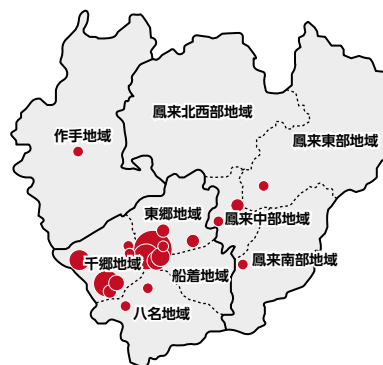 鳳来北西部地域
作手地域
鳳来東部地域
東郷地域
鳳来中部地域
千郷地域
鳳来南部地域
船着地域
八名地域